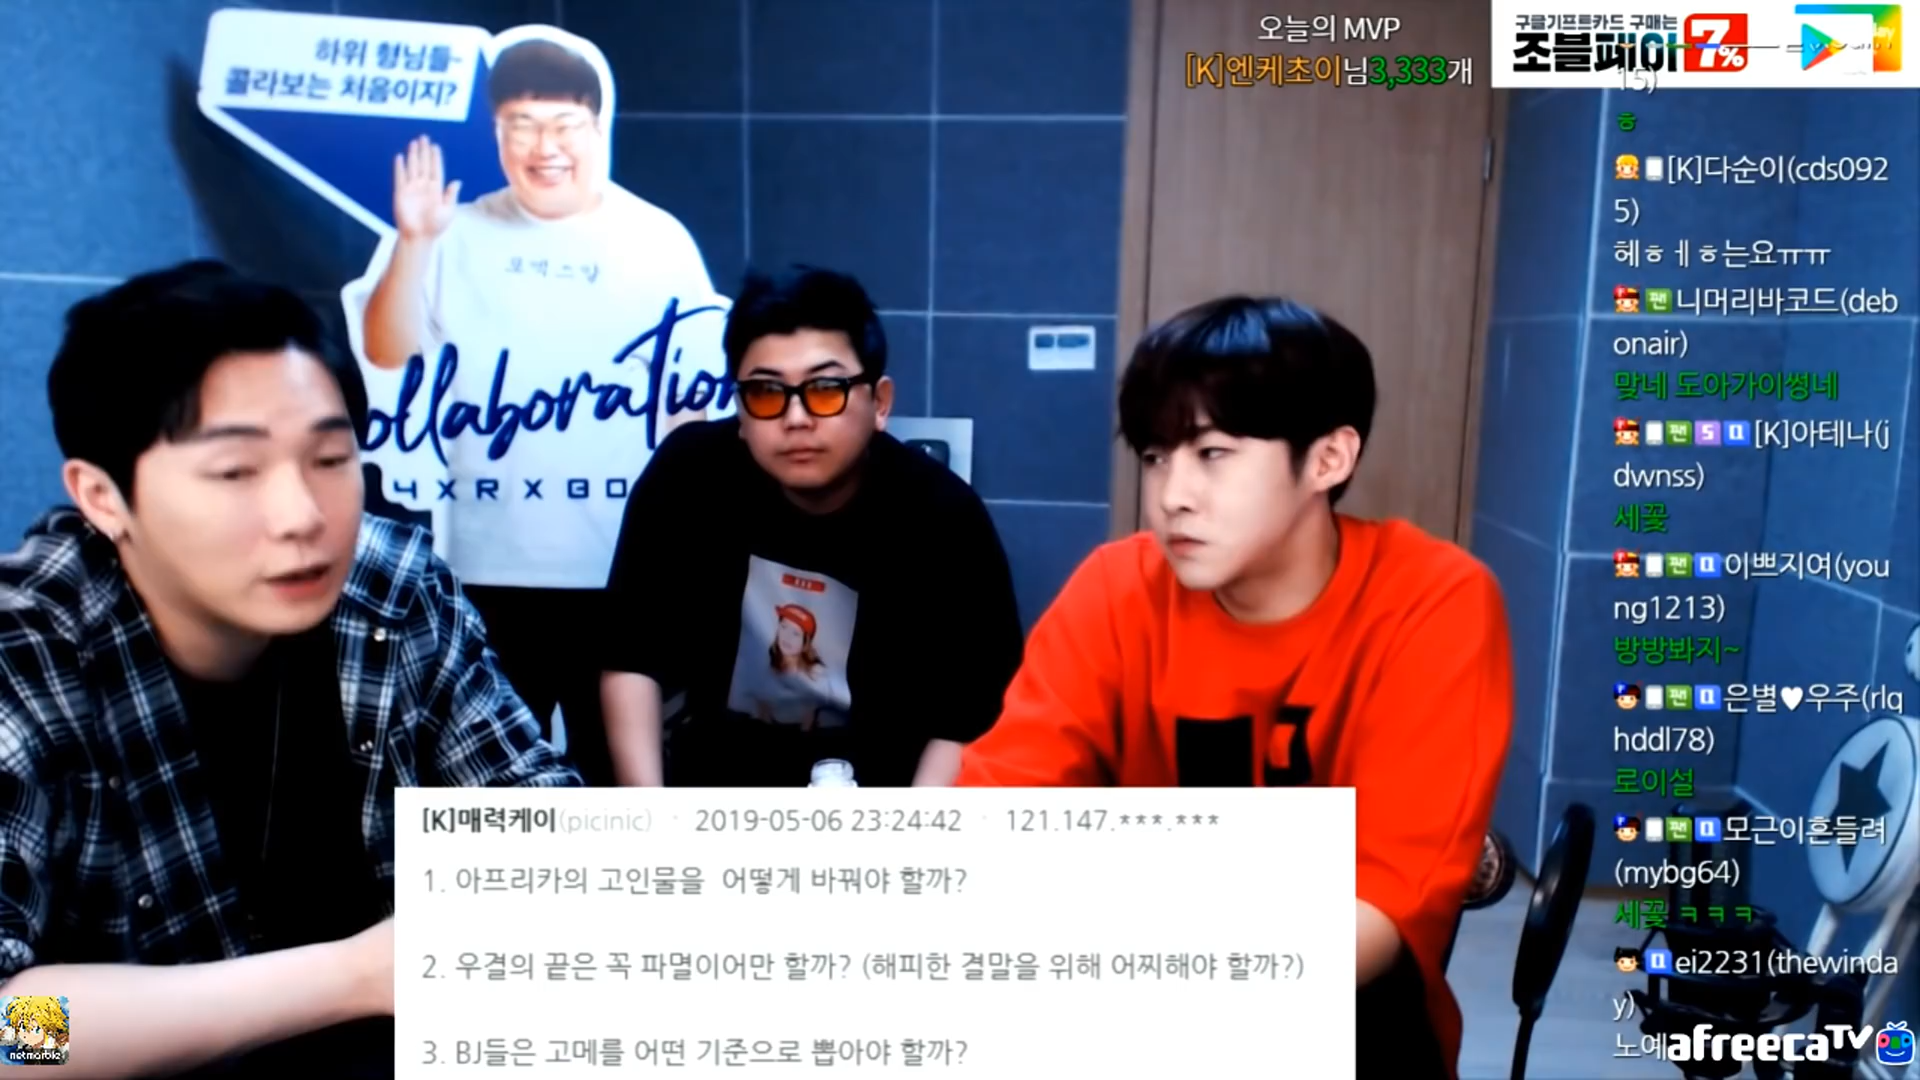 하위 형님들~
콜라보는 처음이지?
Collaboration
4XRXBO
오늘의 MVP
[K]엔케초이님3,333개
구글기프트카드 구매는
조블페이 7%
15)
ㅎ
[K]다순이(cds092
5)
헤ㅎㅔㅎ는요ㅠㅠ
팬 니머리바코드(deb
onair)
맞네 도아가이쎵네
팬 S [K]아테나(j
dwnss)
세꽃
팬 이쁘지여(you
ng1213)
방방봐지~
팬 은별♥우주(rlq
hddl78)
로이설
팬 모근이흔들려
(mybg64)
세꽃 ㅋㅋㅋ
ei2231(thewinda
y)
노예
afreecaTV
netmarble
[K]매력케이(picinic) · 2019-05-06 23:24:42 · 121.147.***.***
1. 아프리카의 고인물을 어떻게 바꿔야 할까?
2. 우결의 끝은 꼭 파멸이어만 할까? (해피한 결말을 위해 어찌해야 할까?)
3. BJ들은 고메를 어떤 기준으로 뽑아야 할까?